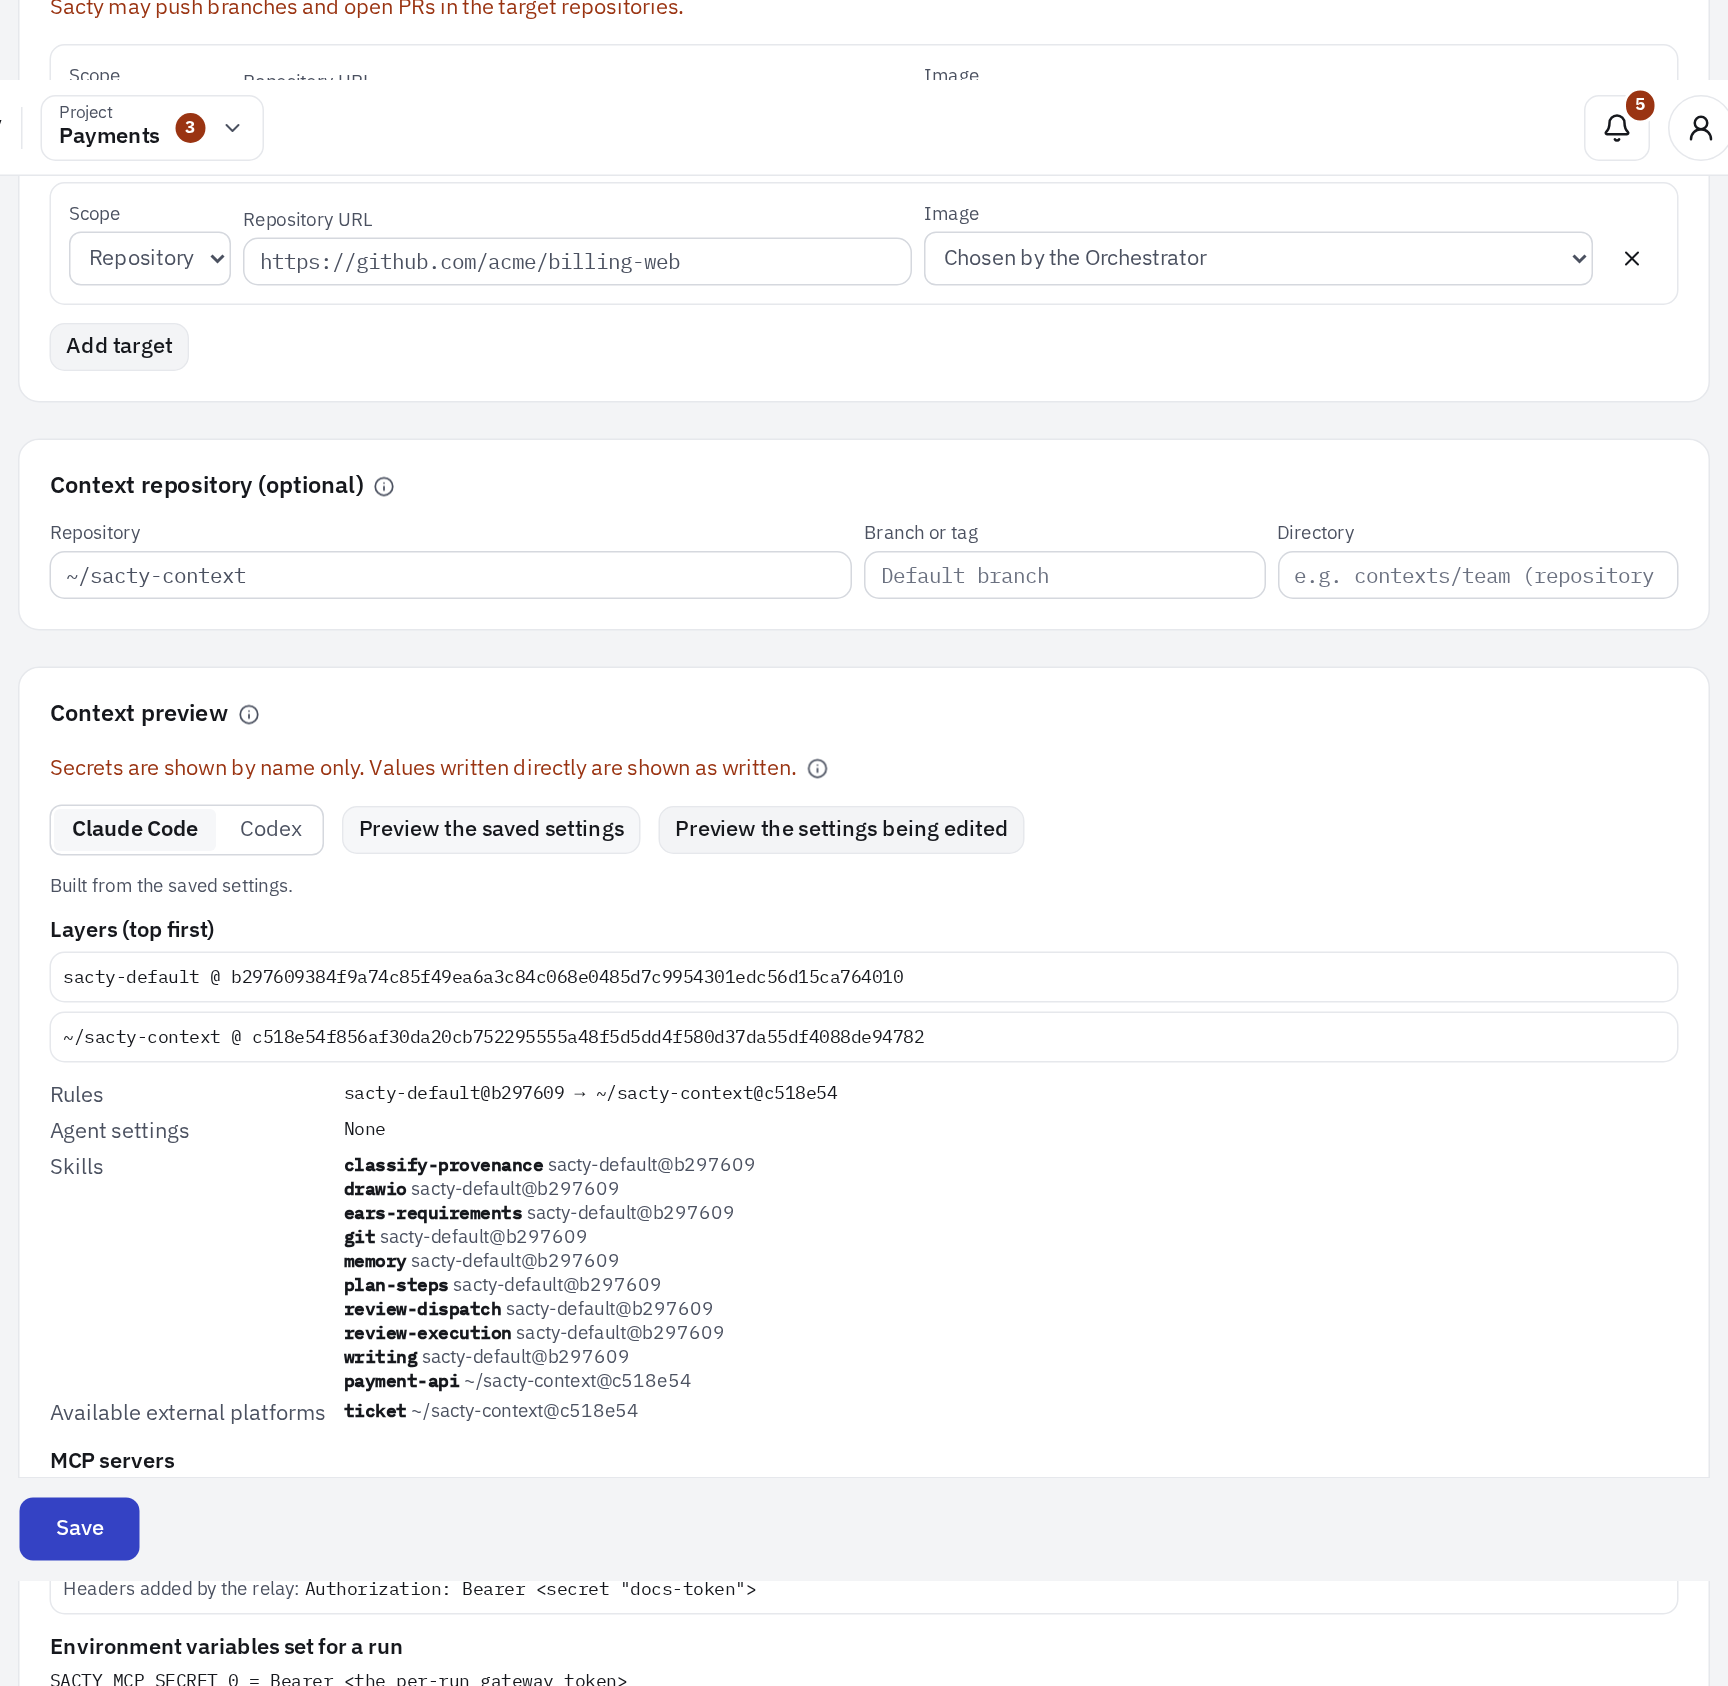 Sacty may push branches and open PRs in the target repositories.
Scope
Image
Project
Payments 3
5
Scope
Repository URL
Image
Repository
https://github.com/acme/billing-web
Chosen by the Orchestrator
Add target
Context repository (optional)
Repository
Branch or tag
Directory
~/sacty-context
Default branch
e.g. contexts/team (repository
Context preview
Secrets are shown by name only. Values written directly are shown as written.
Claude Code
Codex
Preview the saved settings
Preview the settings being edited
Built from the saved settings.
Layers (top first)
sacty-default @ b297609384f9a74c85f49ea6a3c84c068e0485d7c9954301edc56d15ca764010
~/sacty-context @ c518e54f856af30da20cb752295555a48f5d5dd4f580d37da55df4088de94782
Rules sacty-default@b297609 → ~/sacty-context@c518e54
Agent settings None
Skills classify-provenance sacty-default@b297609
drawio sacty-default@b297609
ears-requirements sacty-default@b297609
git sacty-default@b297609
memory sacty-default@b297609
plan-steps sacty-default@b297609
review-dispatch sacty-default@b297609
review-execution sacty-default@b297609
writing sacty-default@b297609
payment-api ~/sacty-context@c518e54
Available external platforms ticket ~/sacty-context@c518e54
MCP servers
Save
Headers added by the relay: Authorization: Bearer <secret "docs-token">
Environment variables set for a run
SACTY_MCP_SECRET_0 = Bearer <the per-run gateway token>